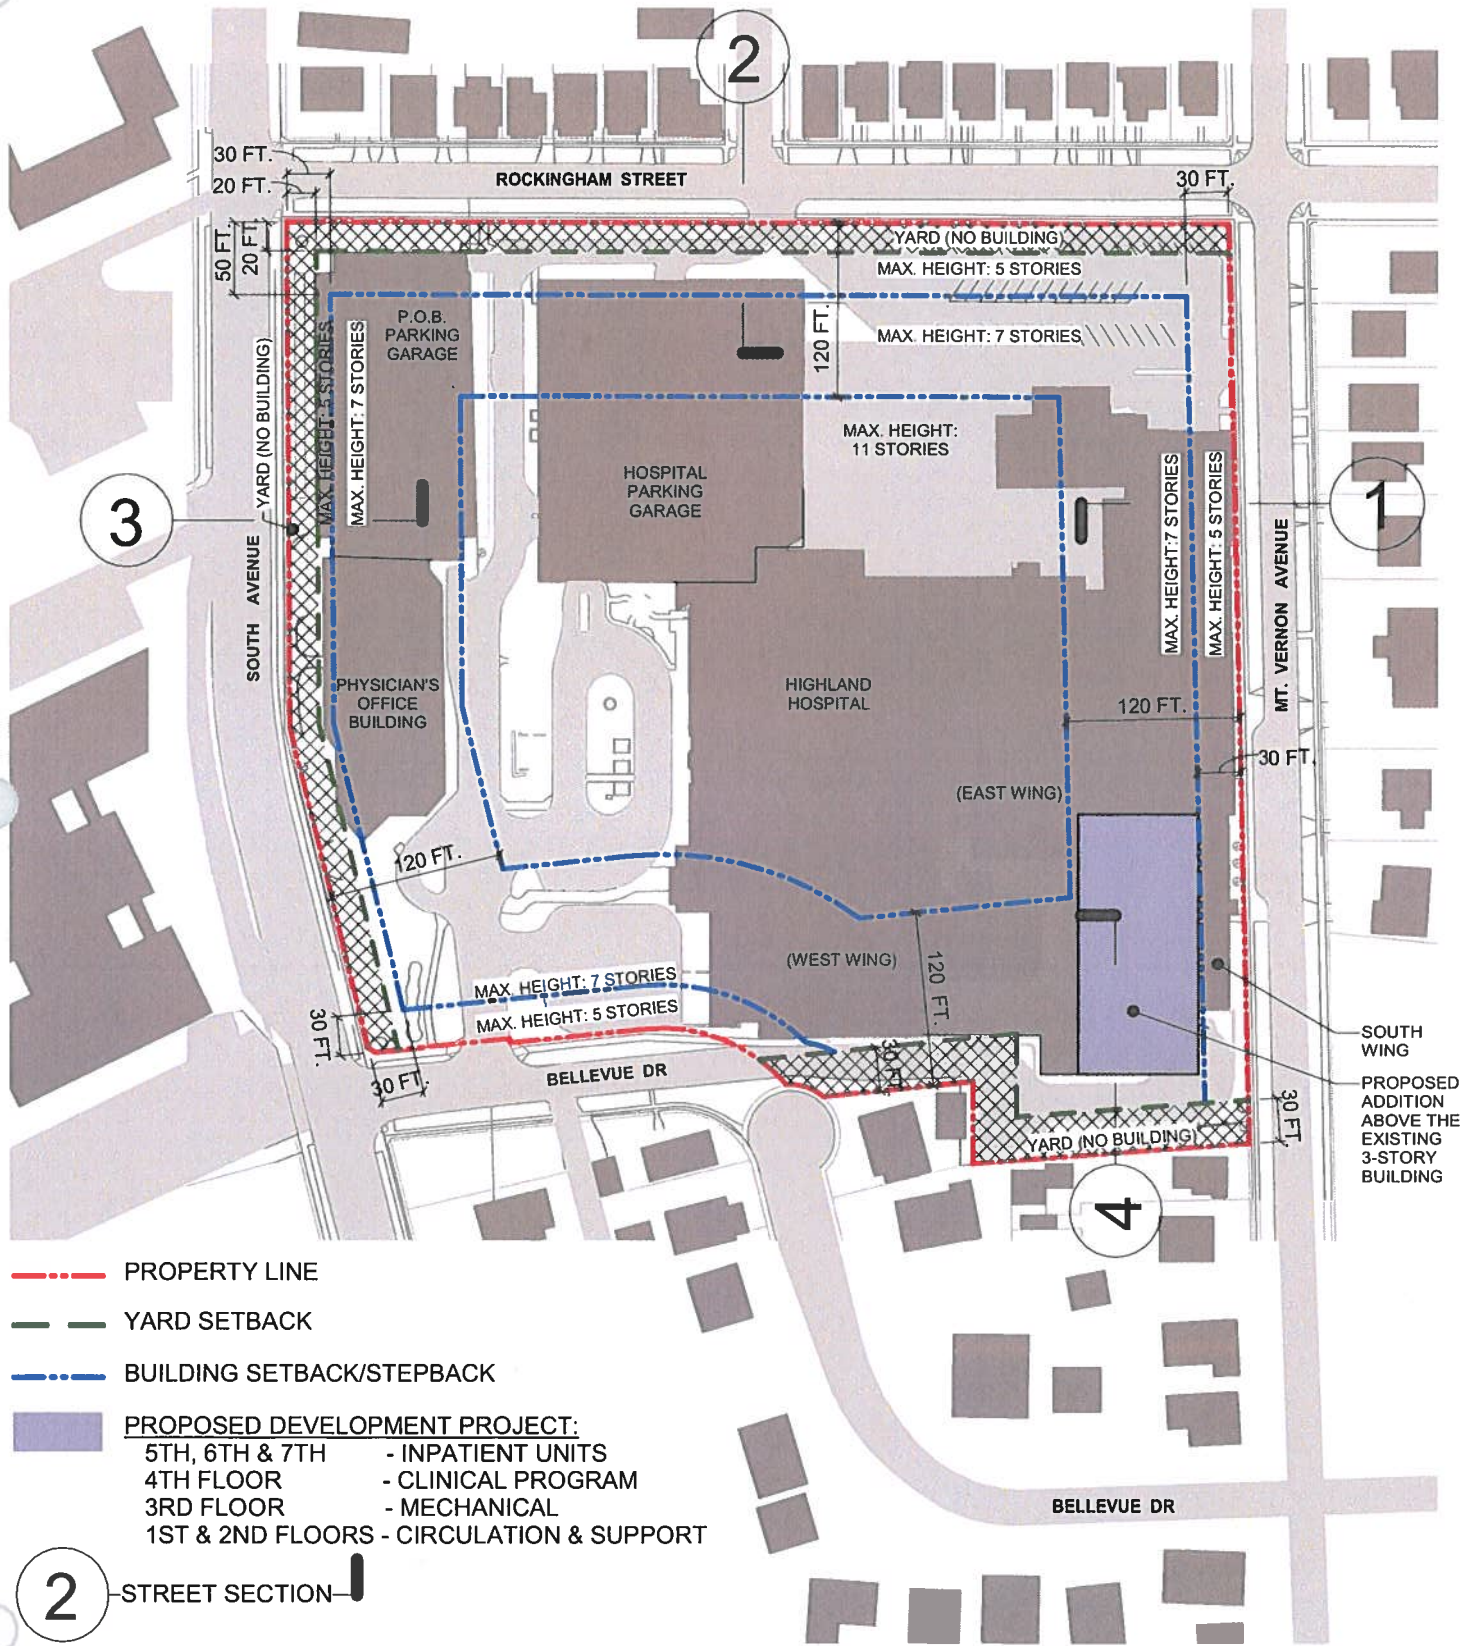 2
30 FT.
20 FT.
ROCKINGHAM STREET
30 FT.
50 FT.
20 FT.
YARD (NO BUILDING)
MAX. HEIGHT: 5 STORIES
P.O.B.
PARKING
GARAGE
MAX. HEIGHT: 7 STORIES
120 FT.
YARD (NO BUILDING)
MAX. HEIGHT: 5 STORIES
MAX. HEIGHT: 7 STORIES
MAX. HEIGHT:
11 STORIES
HOSPITAL
PARKING
GARAGE
MAX. HEIGHT:7 STORIES
MAX. HEIGHT: 5 STORIES
1
3
SOUTH AVENUE
MT. VERNON AVENUE
PHYSICIAN'S
OFFICE
BUILDING
HIGHLAND
HOSPITAL
120 FT.
30 FT.
(EAST WING)
120 FT.
(WEST WING)
120 FT.
MAX. HEIGHT: 7 STORIES
MAX. HEIGHT: 5 STORIES
30 FT.
30 FT.
BELLEVUE DR
30 FT.
SOUTH
WING
PROPOSED
ADDITION
ABOVE THE
EXISTING
3-STORY
BUILDING
30 FT.
YARD (NO BUILDING)
4
PROPERTY LINE
YARD SETBACK
BUILDING SETBACK/STEPBACK
PROPOSED DEVELOPMENT PROJECT:
5TH, 6TH & 7TH - INPATIENT UNITS
4TH FLOOR - CLINICAL PROGRAM
3RD FLOOR - MECHANICAL
1ST & 2ND FLOORS - CIRCULATION & SUPPORT
BELLEVUE DR
2 STREET SECTION